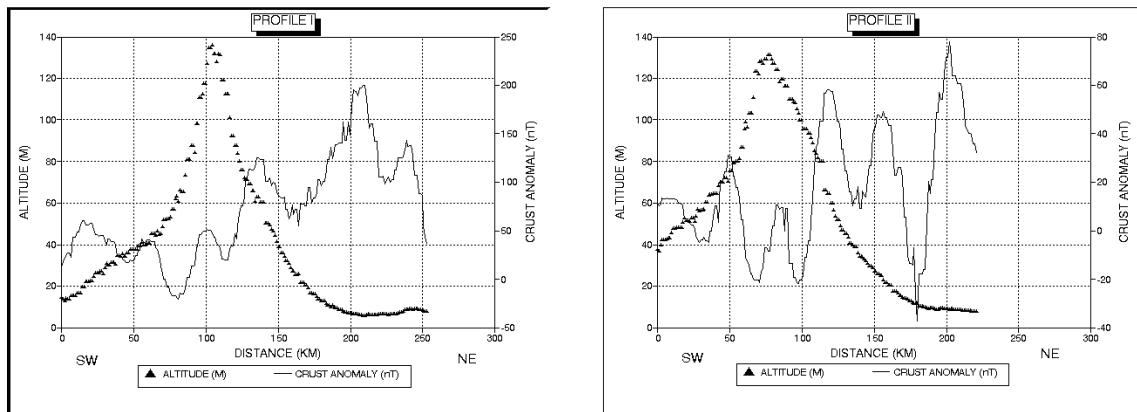 PROFILE I
140
120
100
80
60
40
20
0
ALTITUDE (M)
250
200
150
100
50
0
-50
CRUST ANOMALY (nT)
0 50 100 150 200 250 300
SW DISTANCE (KM) NE
ALTITUDE (M) CRUST ANOMALY (nT)
PROFILE II
140
120
100
80
60
40
20
0
ALTITUDE (M)
80
60
40
20
0
-20
-40
CRUST ANOMALY (nT)
0 50 100 150 200 250 300
SW DISTANCE (KM) NE
ALTITUDE (M) CRUST ANOMALY (nT)